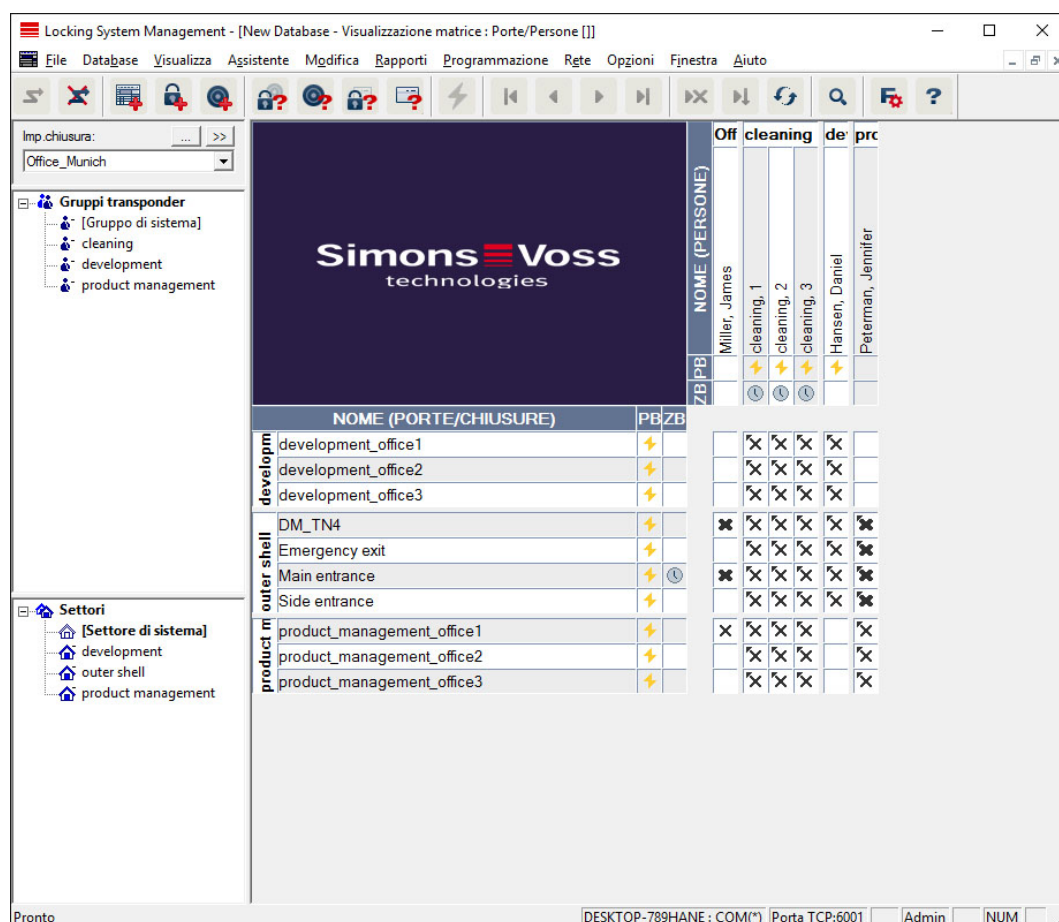 Locking System Management - [New Database - Visualizzazione matrice : Porte/Persone []]
File Database Visualizza Assistente Modifica Rapporti Programmazione Rete Opzioni Finestra Aiuto
Imp.chiusura: ... >>
Office_Munich
Gruppi transponder
[Gruppo di sistema]
cleaning
development
product management
Settori
[Settore di sistema]
development
outer shell
product management
Simons Voss
technologies
NOME (PERSONE)
PB
ZB
Off cleaning de pro
Miller, James
cleaning, 1
cleaning, 2
cleaning, 3
Hansen, Daniel
Peterman, Jennifer
NOME (PORTE/CHIUSURE) PB ZB
developm
development_office1
development_office2
development_office3
outer shell
DM_TN4
Emergency exit
Main entrance
Side entrance
product m
product_management_office1
product_management_office2
product_management_office3
Pronto
DESKTOP-789HANE : COM(*) Porta TCP:6001 Admin NUM